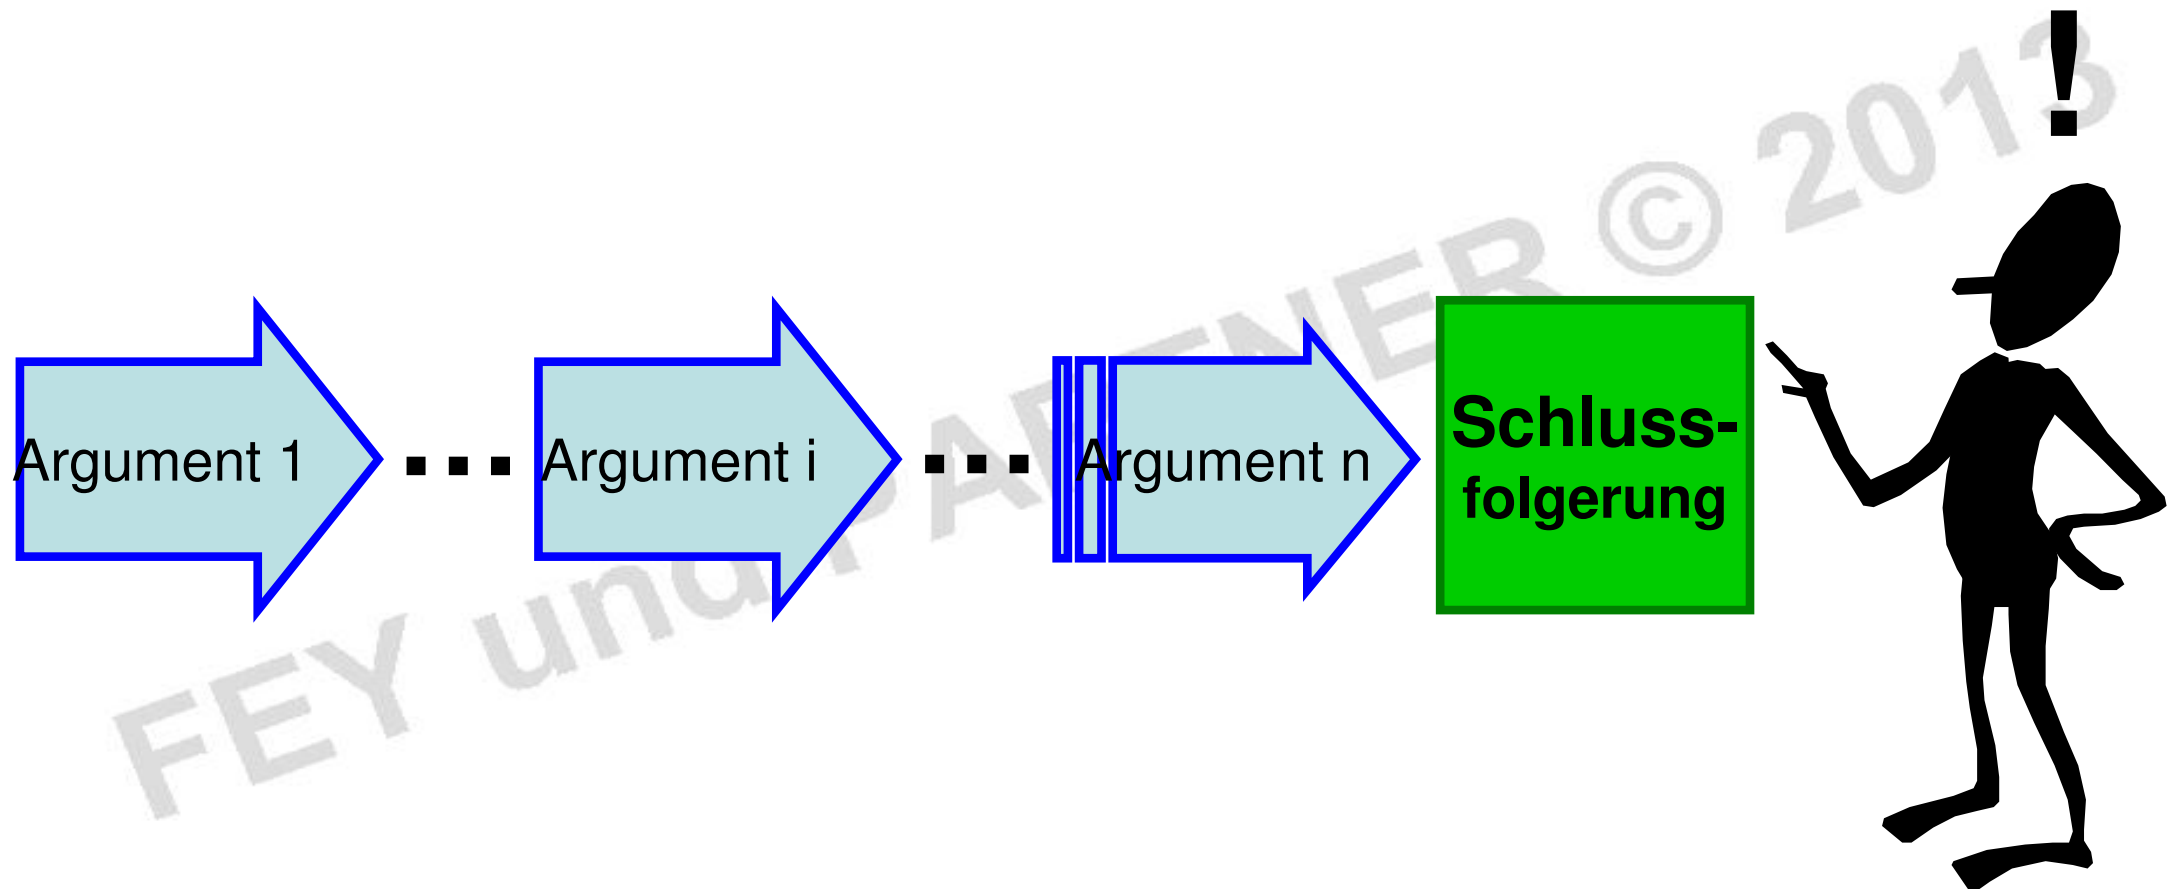 !
FEY und PARTNER © 2013
Argument 1
Argument i
Argument n
Schluss-
folgerung